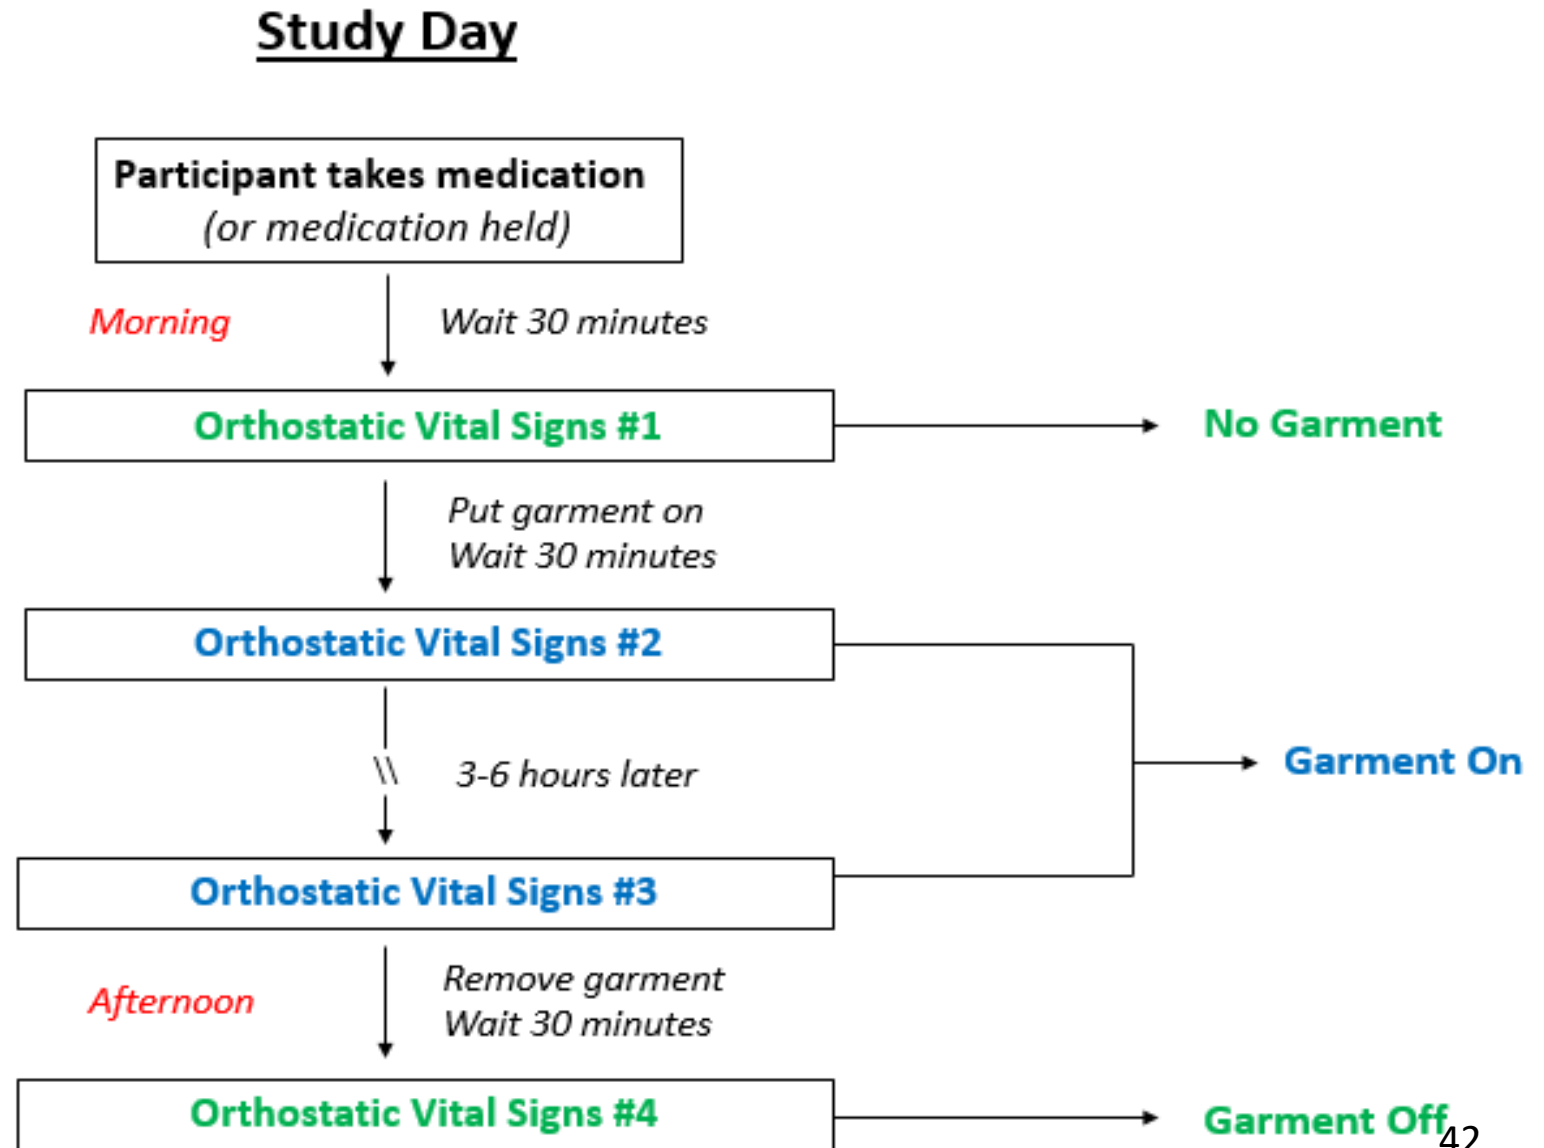 Study Day
Participant takes medication
(or medication held)
Morning
Wait 30 minutes
Orthostatic Vital Signs #1
No Garment
Put garment on
Wait 30 minutes
Orthostatic Vital Signs #2
\\
3-6 hours later
Garment On
Orthostatic Vital Signs #3
Afternoon
Remove garment
Wait 30 minutes
Orthostatic Vital Signs #4
Garment Off
42